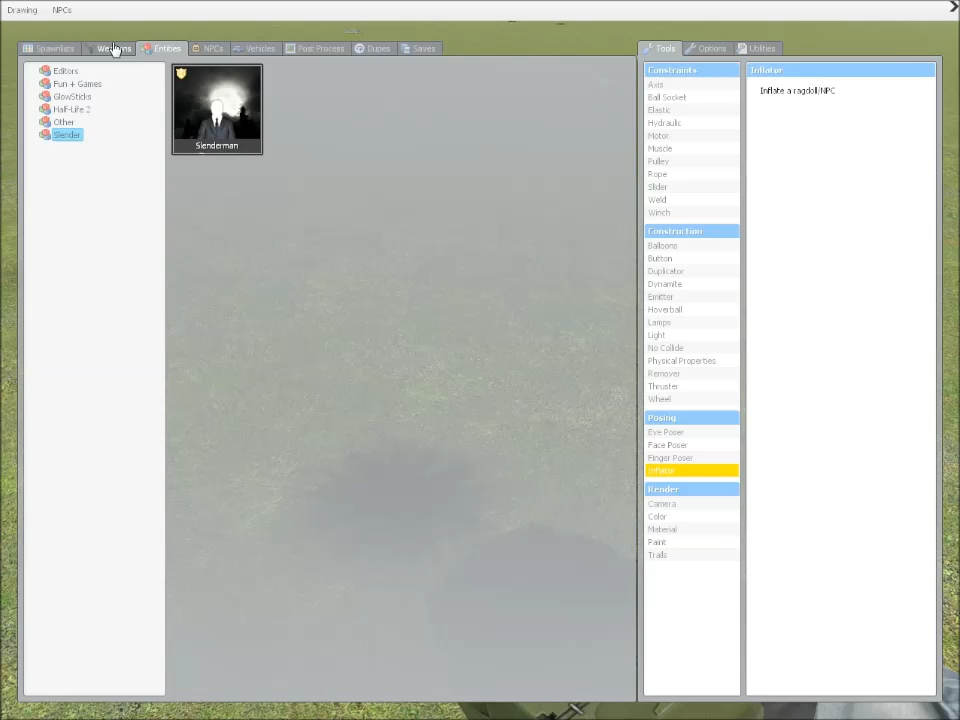 Drawing NPCs
Spawnlists Weapons Entities NPCs Vehicles Post Process Dupes Saves
Tools Options Utilities
Editors
Fun + Games
GlowSticks
Half-Life 2
Other
Slender
Slenderman
Constraints
Axis
Ball Socket
Elastic
Hydraulic
Motor
Muscle
Pulley
Rope
Slider
Weld
Winch
Construction
Balloons
Button
Duplicator
Dynamite
Emitter
Hoverball
Lamps
Light
No Collide
Physical Properties
Remover
Thruster
Wheel
Posing
Eye Poser
Face Poser
Finger Poser
Inflator
Render
Camera
Color
Material
Paint
Trails
Inflator
Inflate a ragdoll/NPC